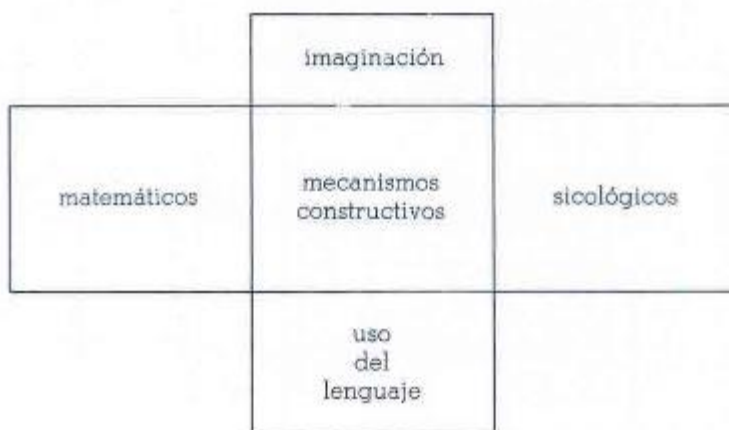 imaginación
matemáticos
mecanismos
constructivos
sicológicos
uso
del
lenguaje